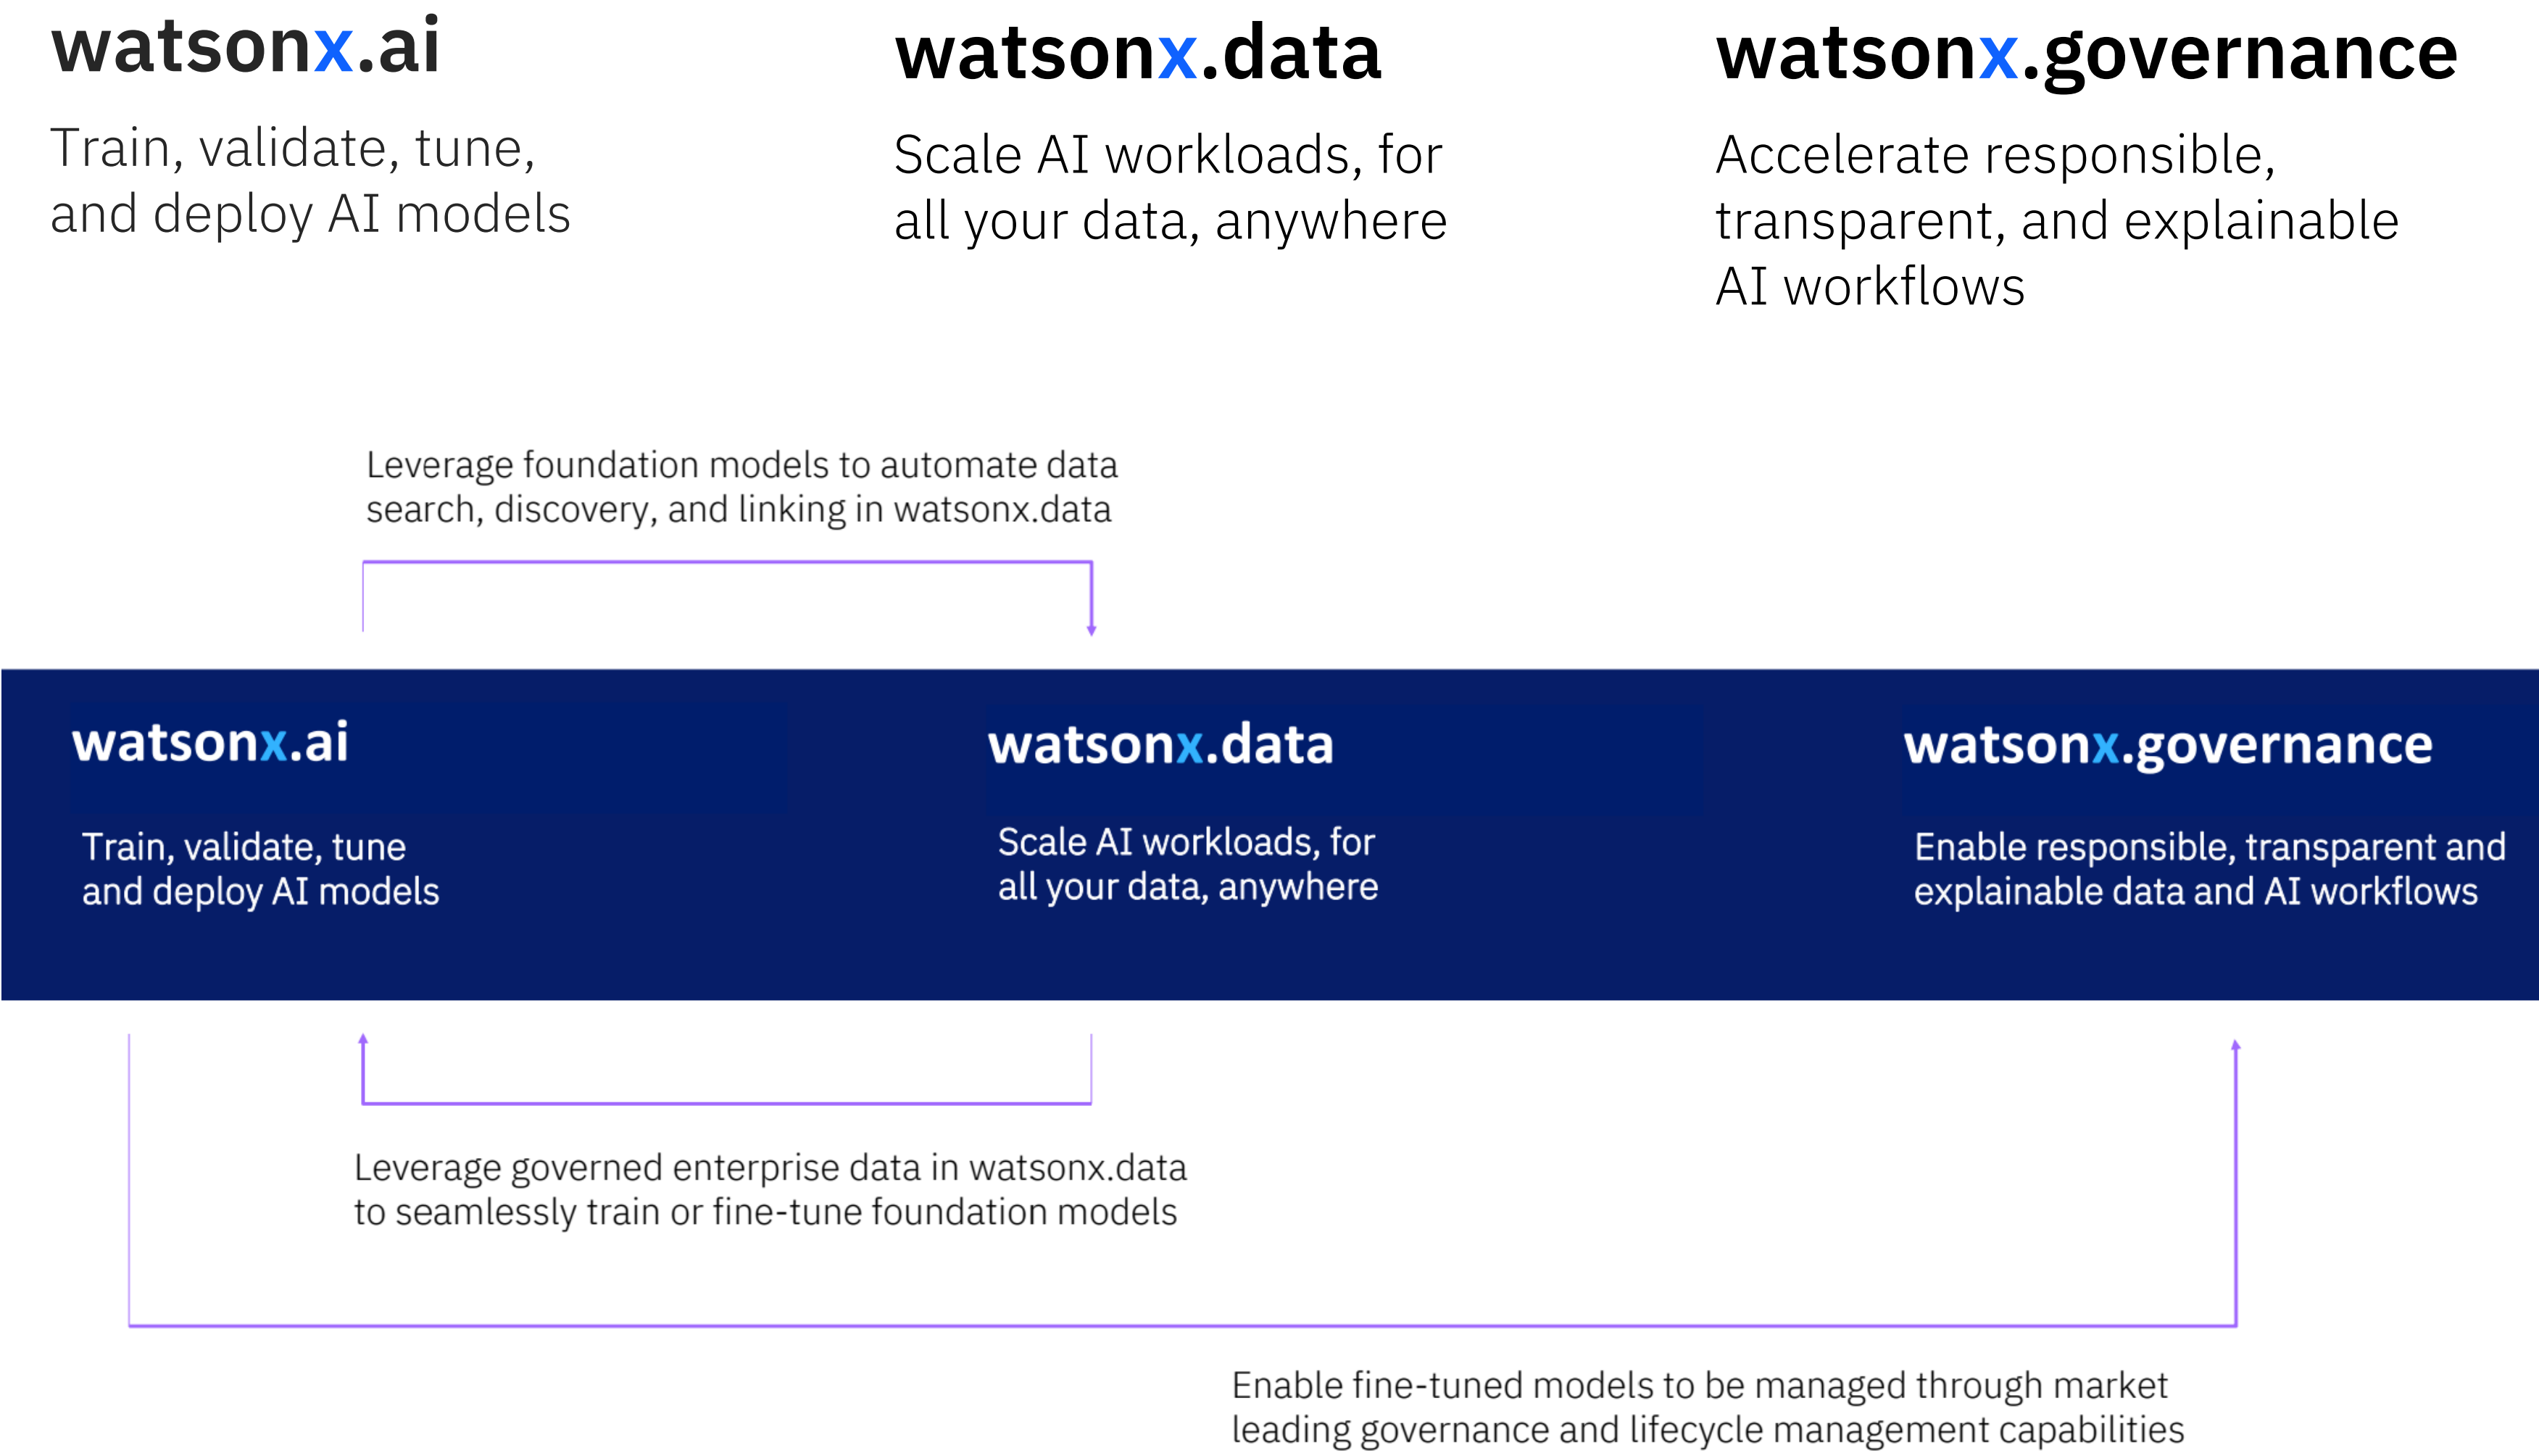 watsonx.ai
Train, validate, tune,
and deploy AI models
watsonx.data
Scale AI workloads, for
all your data, anywhere
watsonx.governance
Accelerate responsible,
transparent, and explainable
AI workflows
Leverage foundation models to automate data
search, discovery, and linking in watsonx.data
watsonx.ai
Train, validate, tune
and deploy AI models
watsonx.data
Scale AI workloads, for
all your data, anywhere
watsonx.governance
Enable responsible, transparent and
explainable data and AI workflows
Leverage governed enterprise data in watsonx.data
to seamlessly train or fine-tune foundation models
Enable fine-tuned models to be managed through market
leading governance and lifecycle management capabilities